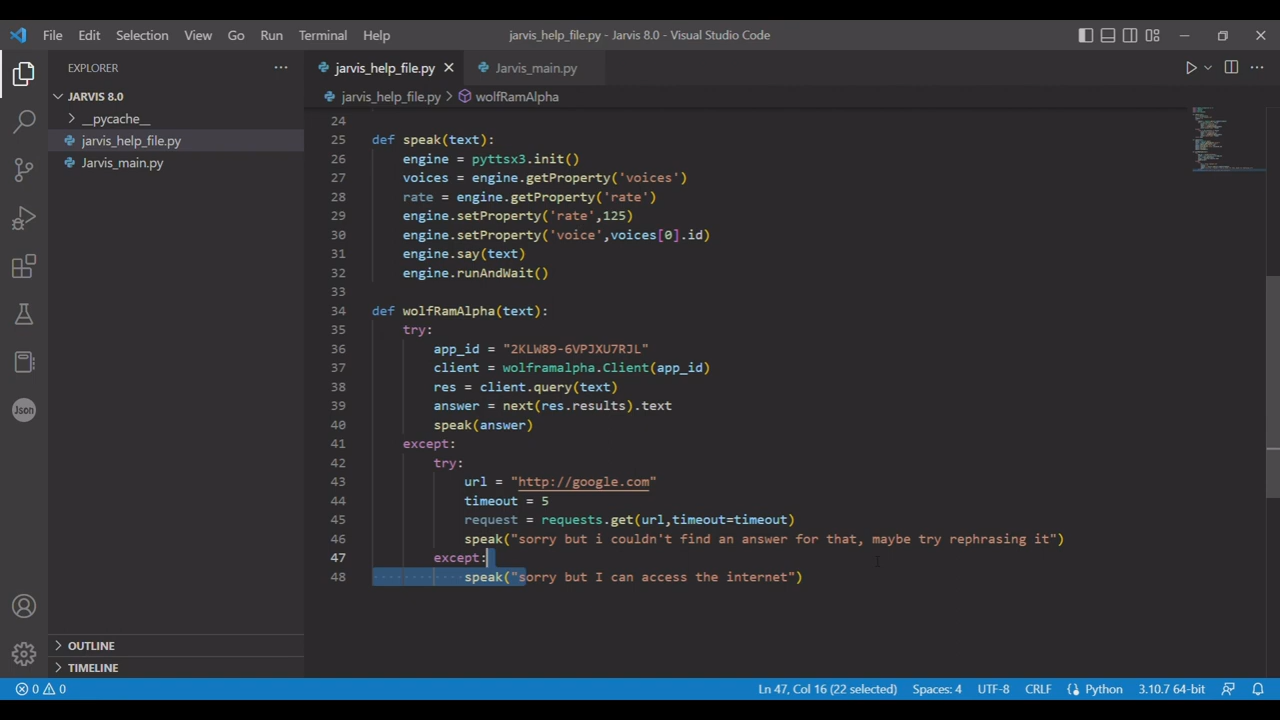 File Edit Selection View Go Run Terminal Help jarvis_help_file.py - Jarvis 8.0 - Visual Studio Code
EXPLORER
JARVIS 8.0
__pycache__
jarvis_help_file.py
Jarvis_main.py
OUTLINE
TIMELINE
Json
jarvis_help_file.py Jarvis_main.py
jarvis_help_file.py > wolfRamAlpha
24
25 def speak(text):
26 engine = pyttsx3.init()
27 voices = engine.getProperty('voices')
28 rate = engine.getProperty('rate')
29 engine.setProperty('rate',125)
30 engine.setProperty('voice',voices[0].id)
31 engine.say(text)
32 engine.runAndWait()
33
34 def wolfRamAlpha(text):
35 try:
36 app_id = "2KLW89-6VPJXU7RJL"
37 client = wolframalpha.Client(app_id)
38 res = client.query(text)
39 answer = next(res.results).text
40 speak(answer)
41 except:
42 try:
43 url = "http://google.com"
44 timeout = 5
45 request = requests.get(url,timeout=timeout)
46 speak("sorry but i couldn't find an answer for that, maybe try rephrasing it")
47 except:
48 speak("sorry but I can access the internet")
0 0 Ln 47, Col 16 (22 selected) Spaces: 4 UTF-8 CRLF Python 3.10.7 64-bit